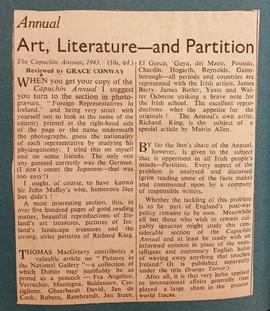 Annual
Art, Literature—and Partition
The Capuchin Annual, 1943. (10s. 6d.)
Reviewed by GRACE CONWAY
WHEN you get your copy of the
Capuchin Annual I suggest
you turn to the section in photo-
gravure, "Foreign Representatives
in Ireland," and being very strict with
yourself not to look at the name of the
country printed at the right-hand side
of the page or the name underneath
the photographs, guess the nationality
of each representative by studying
his physiognomy. I tried this on myself
and on some friends. The only one
we guessed correctly was the German.
(I don't count the Japanese—that was
too easy!)
I ought, of course, to have known
Sir John Maffey's wise, humorous face
but didn't!
A most interesting section, this, in
over five hundred pages of good reading
matter, beautiful reproductions of Ire-
land's art treasures, pictures of Ire-
land's landscape treasures and the
strong, stirring patterns of Richard King.
THOMAS MacGreevy contributes a
valuable article on "Pictures in
the National Gallery"—a collection of
which Dublin may justifiably be as
proud as a peacock — Fra Angelico,
Verrocchio, Mantegna, Baldassare, Ca-
stiglione, Gheerhardt David, Jan de
Cock, Rubens, Rembrandt, Jan Steen,
El Greco, Goya, del Mazo, Poussin,
Chardin, Hogarth, Reynolds, Gains-
borough—all periods and countries are
represented with the Irish artists, James
Barry, James Butler, Yeats and Wal-
ter Osborne striking a brave note for
the Irish school. The excellent repro-
ductions whet the appetite for the
originals! The Annual's own artist,
Richard King, is the subject of a
special article by Mairin Allen.
BY far the lion's share of the Annual,
however, is given to the subject
that is uppermost in all Irish people's
minds—Partition. Every aspect of the
problem is analysed and discussed
(grim reading some of the facts make)
and commented upon by a company
of responsible writers.
Whether the tackling of this problem
is to be part of England's post-war
policy remains to be seen. Meanwhile
all but those who wish to remain cul-
pably ignorant might study this con-
siderable section of the Capuchin
Annual and at least be ready with an
informed opinion in place of the unin-
telligent and customary English habit
of waving away anything that touches
Ireland! (It is published separately
under the title Orange Terror.)
After all, it is that very habit applied
to international affairs generally that
played a large share in the present
world fracas.